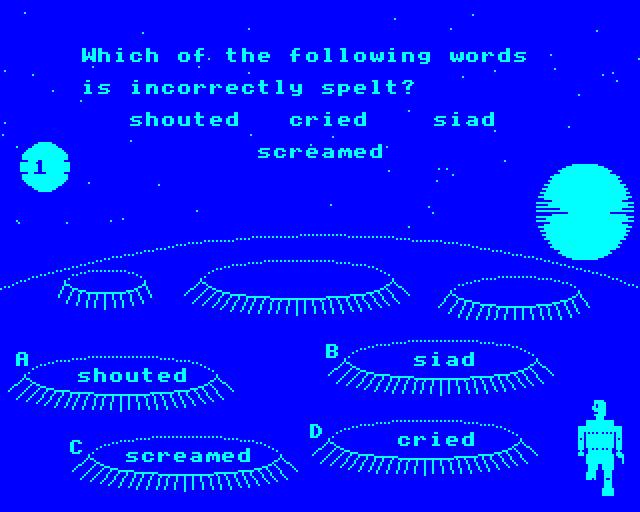 Which of the following words
is incorrectly spelt?
shouted cried siad
screamed
1
A shouted
B siad
C screamed
D cried